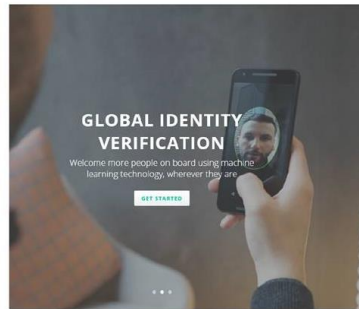 GLOBAL IDENTITY
VERIFICATION
Welcome more people on board using machine
learning technology, wherever they are
GET STARTED